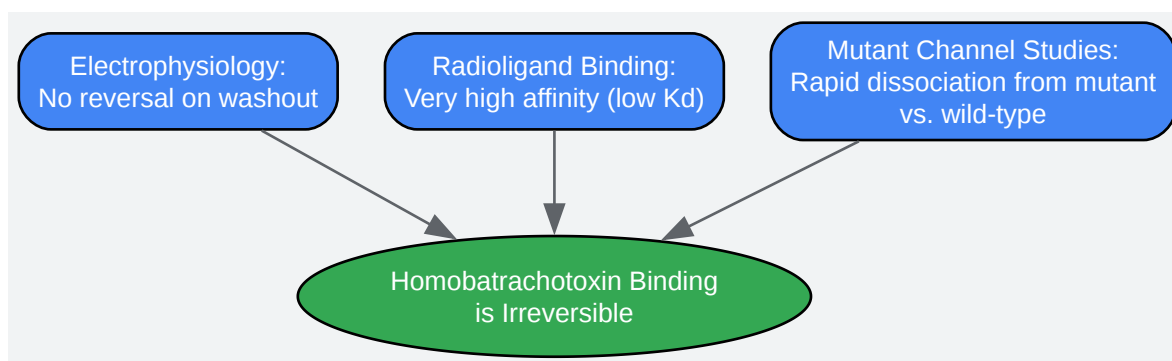 Electrophysiology:
No reversal on washout
Radioligand Binding:
Very high affinity (low Kd)
Mutant Channel Studies:
Rapid dissociation from mutant
vs. wild-type
Homobatrachotoxin Binding
is Irreversible